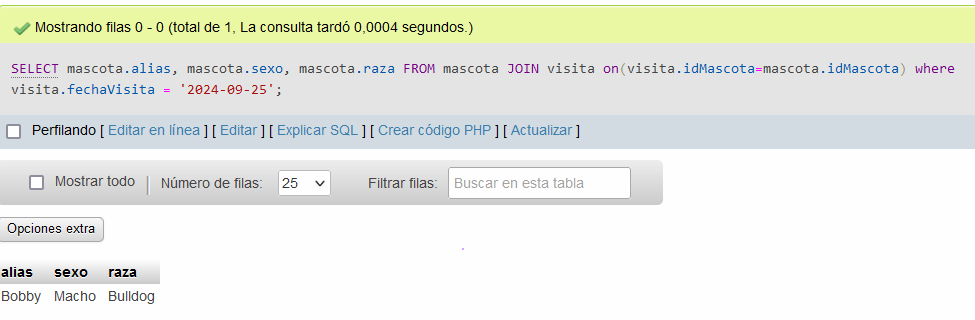 Mostrando filas 0 - 0 (total de 1, La consulta tardó 0,0004 segundos.)
SELECT mascota.alias, mascota.sexo, mascota.raza FROM mascota JOIN visita on(visita.idMascota=mascota.idMascota) where
visita.fechaVisita = '2024-09-25';
Perfilando [ Editar en línea ] [ Editar ] [ Explicar SQL ] [ Crear código PHP ] [ Actualizar ]
Mostrar todo | Número de filas: 25 Filtrar filas: Buscar en esta tabla
Opciones extra
alias sexo raza
Bobby Macho Bulldog